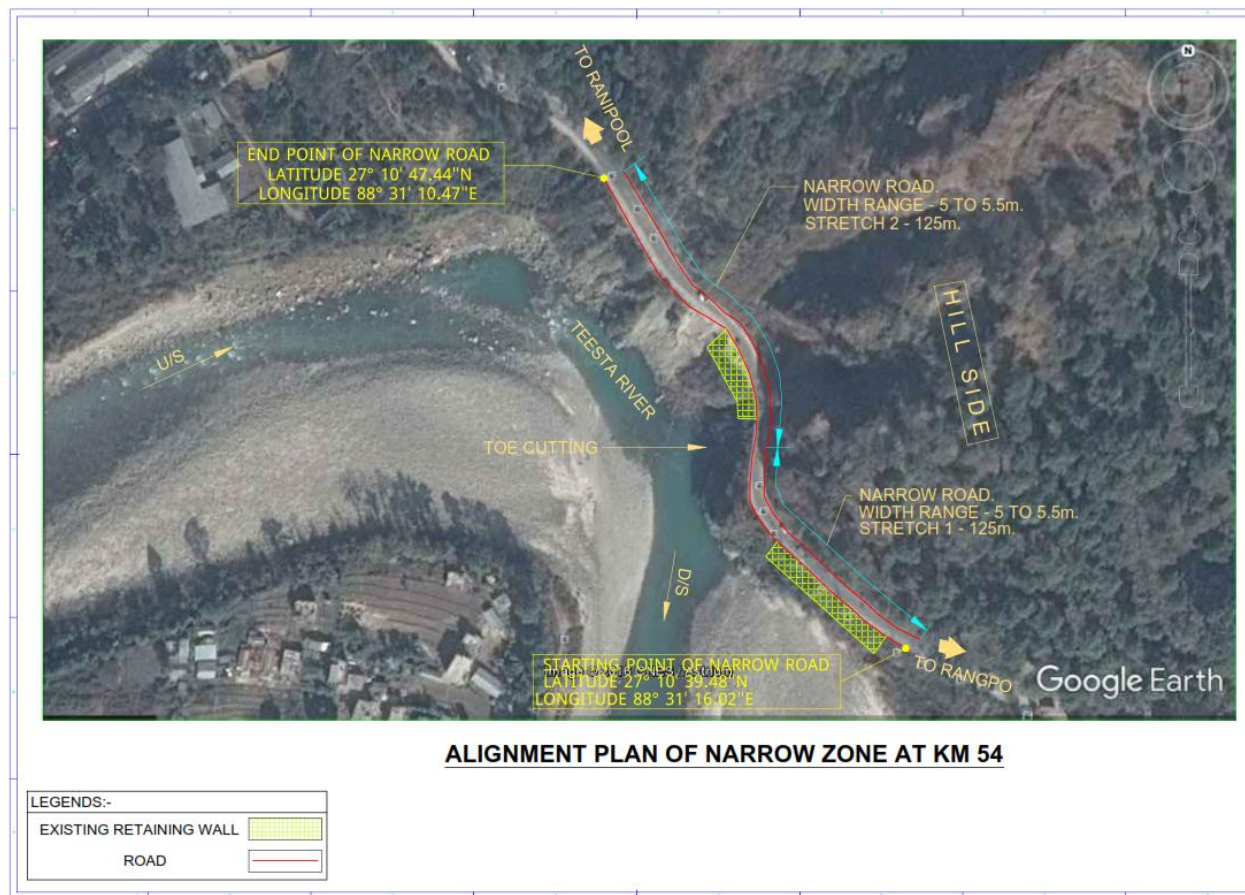 TO RANIPOOL
N
END POINT OF NARROW ROAD
LATITUDE 27° 10' 47.44"N
LONGITUDE 88° 31' 10.47"E
NARROW ROAD.
WIDTH RANGE - 5 TO 5.5m.
STRETCH 2 - 125m.
HILL SIDE
U/S
TEESTA RIVER
TOE CUTTING
NARROW ROAD.
WIDTH RANGE - 5 TO 5.5m.
STRETCH 1 - 125m.
D/S
STARTING POINT OF NARROW ROAD
LATITUDE 27° 10' 39.48"N
LONGITUDE 88° 31' 16.02"E
TO RANGPO
Google Earth
ALIGNMENT PLAN OF NARROW ZONE AT KM 54
LEGENDS:-
EXISTING RETAINING WALL
ROAD